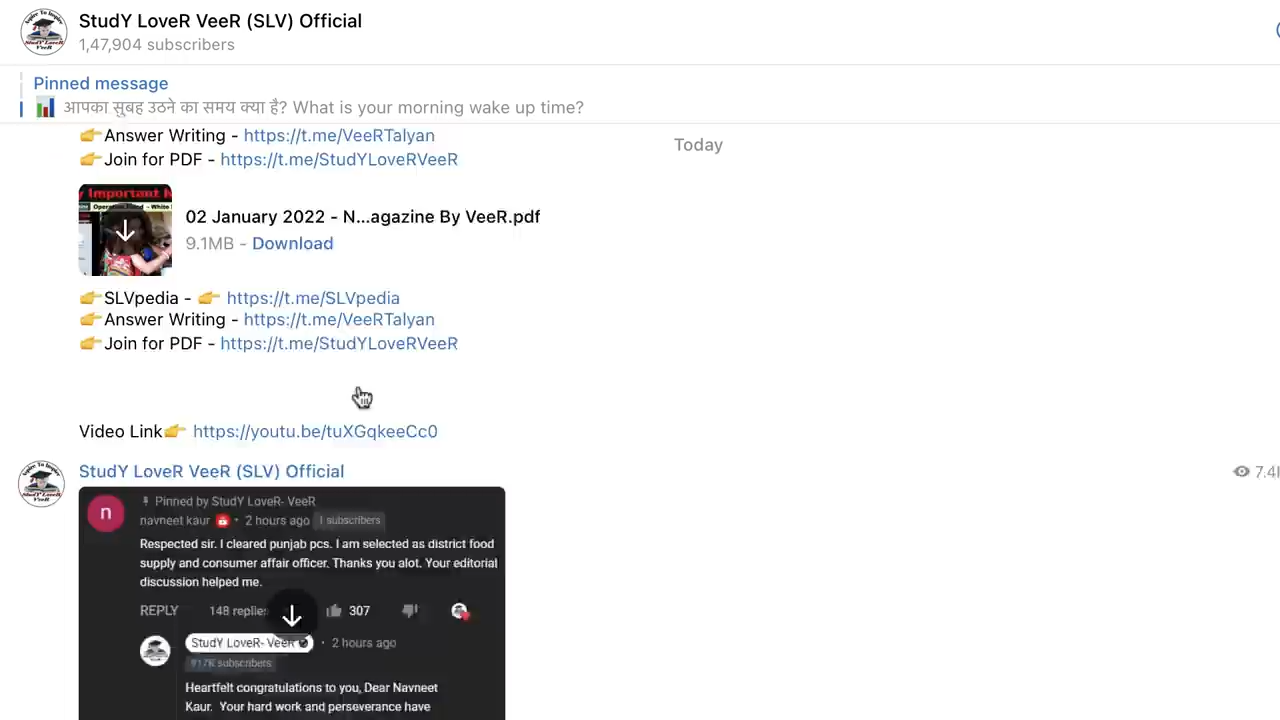 StudY LoveR VeeR (SLV) Official
1,47,904 subscribers
Pinned message
आपका सुबह उठने का समय क्या है? What is your morning wake up time?
👉Answer Writing - https://t.me/VeeRTalyan
Today
👉Join for PDF - https://t.me/StudYLoveRVeeR
02 January 2022 - N...agazine By VeeR.pdf
9.1MB - Download
👉SLVpedia - 👉 https://t.me/SLVpedia
👉Answer Writing - https://t.me/VeeRTalyan
👉Join for PDF - https://t.me/StudYLoveRVeeR
Video Link👉 https://youtu.be/tuXGqkeeCc0
StudY LoveR VeeR (SLV) Official
Pinned by StudY LoveR- VeeR
n
navneet kaur • 2 hours ago 1 subscribers
Respected sir. I cleared punjab pcs. I am selected as district food
supply and consumer affair officer. Thanks you alot. Your editorial
discussion helped me.
REPLY 148 replies 307
StudY LoveR- VeeR • 2 hours ago
917K subscribers
Heartfelt congratulations to you, Dear Navneet
Kaur. Your hard work and perseverance have